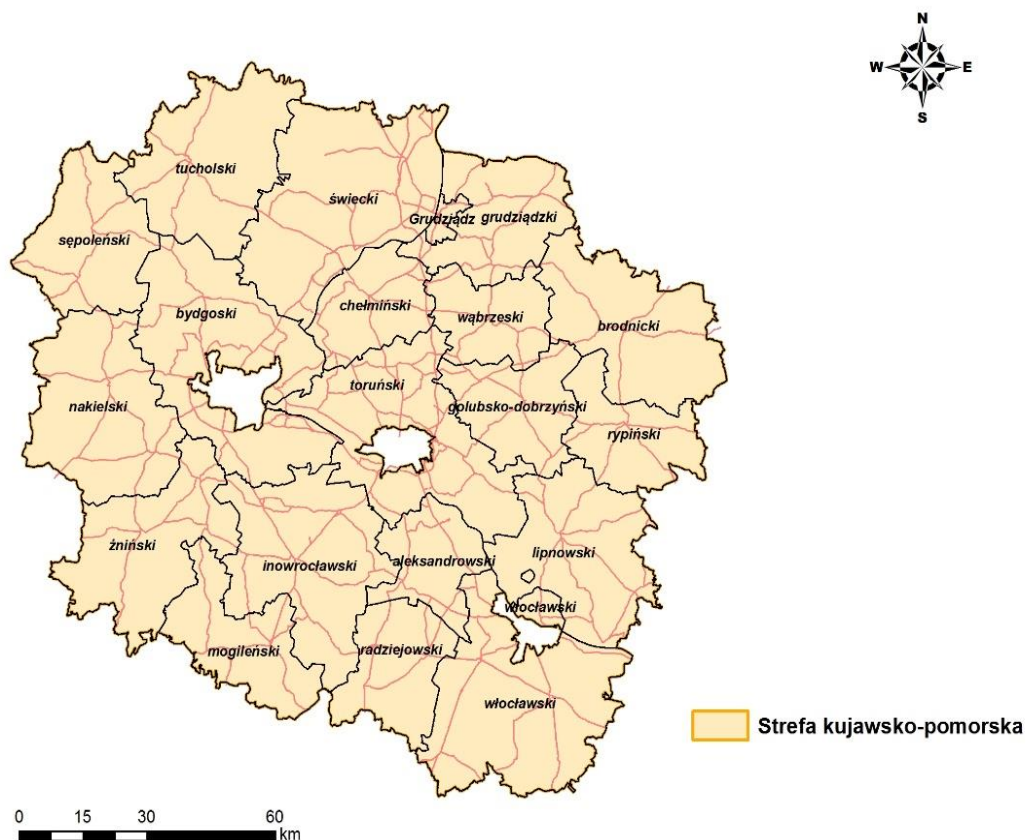 N
W E
S
tucholski
świecki
Grudziądz grudziądzki
sępoleński
bydgoski
chełmiński
wąbrzeski
brodnicki
nakielski
toruński
golubsko-dobrzyński
rypiński
żniński
inowrocławski
aleksandrowski
lipnowski
włocławski
mogileński
radziejowski
włocławski
Strefa kujawsko-pomorska
0 15 30 60
km